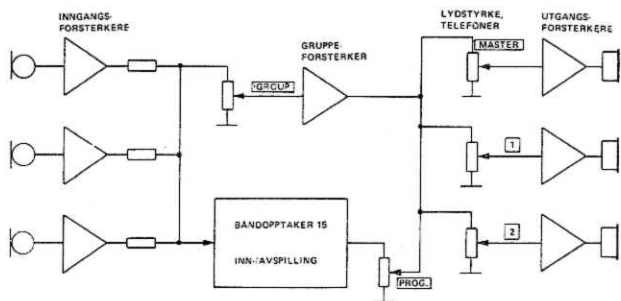 INNGANGS-
FORSTERKERE
GRUPPE-
FORSTERKER
LYDSTYRKE,
TELEFONER
UTGANGS-
FORSTERKERE
GROUP
MASTER
1
2
BÅNDOPPTAKER 15
INN-/AVSPILLING
PROG.